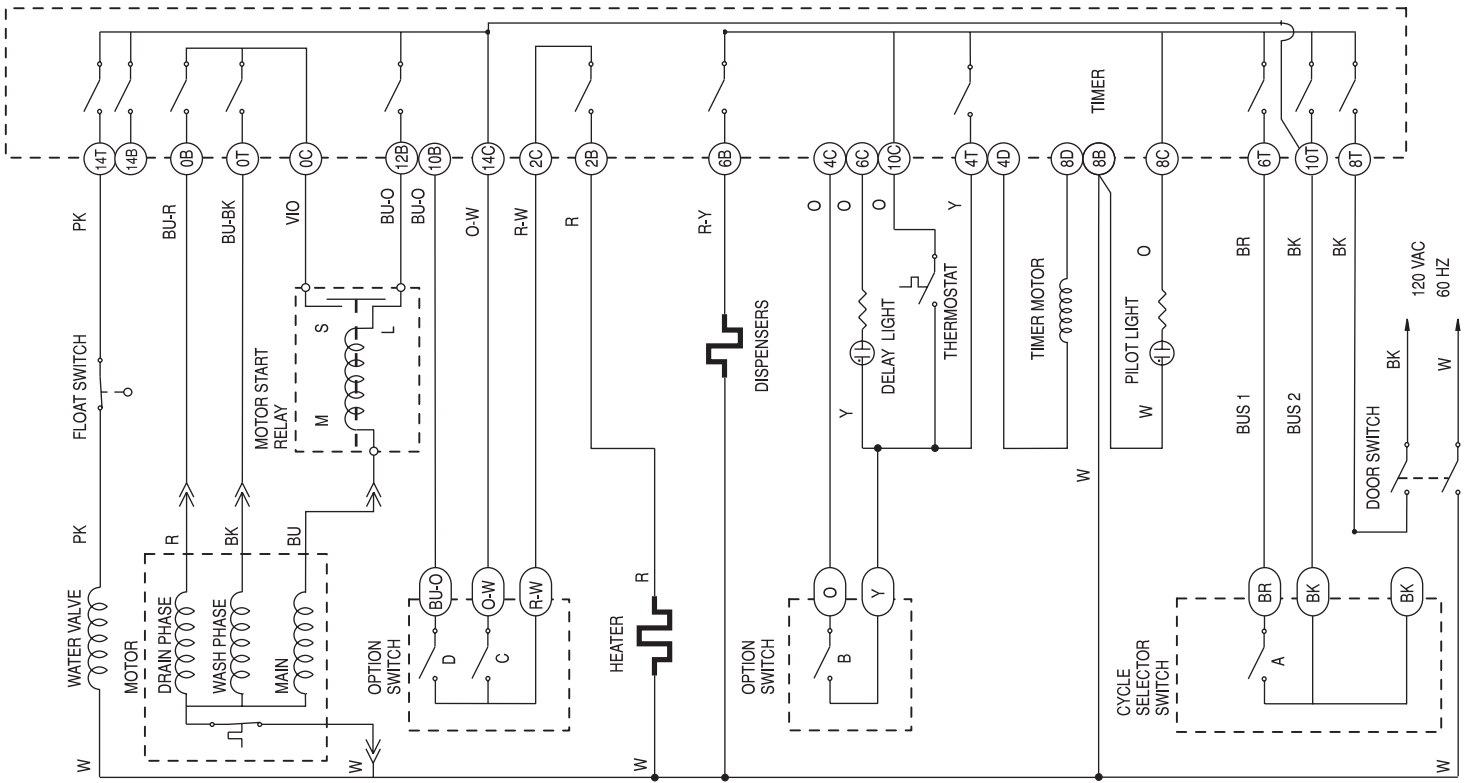 W
WATER VALVE
PK
FLOAT SWITCH
PK
14T
14B
MOTOR
DRAIN PHASE
R
BU-R
0B
WASH PHASE
BK
BU-BK
0T
MAIN
BU
MOTOR START
RELAY
M
S
L
VIO
0C
W
OPTION
SWITCH
D
C
BU-O
O-W
R-W
BU-O
12B
BU-O
10B
O-W
14C
R-W
2C
R
2B
HEATER
R
W
DISPENSERS
R-Y
6B
OPTION
SWITCH
B
O
Y
O
4C
O
6C
O
10C
Y
DELAY LIGHT
THERMOSTAT
Y
4T
4D
TIMER MOTOR
8D
TIMER
8B
W
PILOT LIGHT
W
O
8C
CYCLE
SELECTOR
SWITCH
A
BR
BK
BK
BUS 1
BR
6T
BUS 2
BK
10T
BK
8T
DOOR SWITCH
BK
W
120 VAC
60 HZ
W